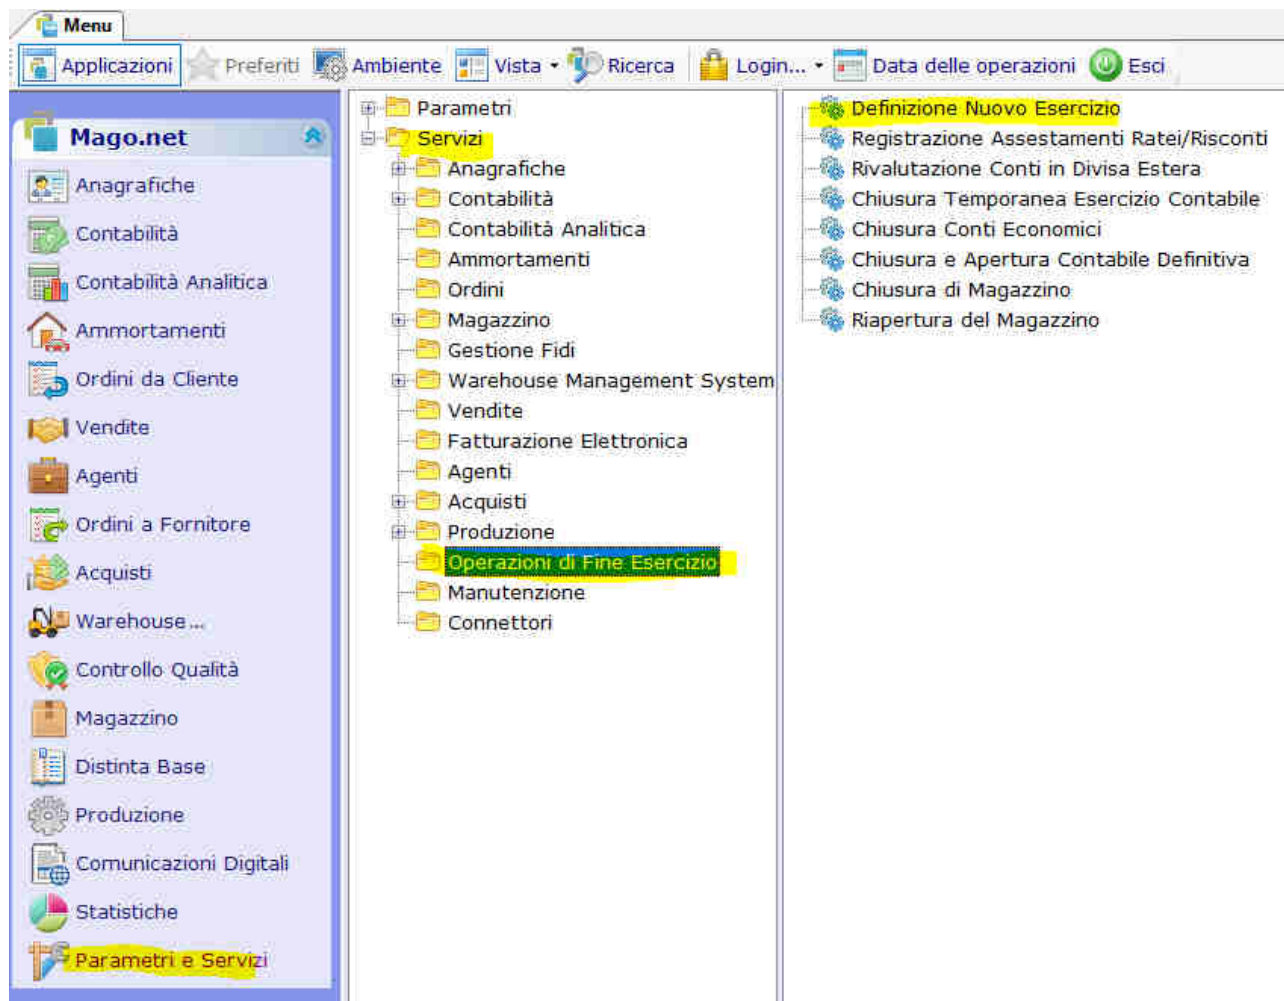 Menu
Applicazioni Preferiti Ambiente Vista Ricerca Login... Data delle operazioni Esci
Mago.net
Anagrafiche
Contabilità
Contabilità Analitica
Ammortamenti
Ordini da Cliente
Vendite
Agenti
Ordini a Fornitore
Acquisti
Warehouse ...
Controllo Qualità
Magazzino
Distinta Base
Produzione
Comunicazioni Digitali
Statistiche
Parametri e Servizi
Parametri
Servizi
Anagrafiche
Contabilità
Contabilità Analitica
Ammortamenti
Ordini
Magazzino
Gestione Fidi
Warehouse Management System
Vendite
Fatturazione Elettronica
Agenti
Acquisti
Produzione
Operazioni di Fine Esercizio
Manutenzione
Connettori
Definizione Nuovo Esercizio
Registrazione Assestamenti Ratei/Risconti
Rivalutazione Conti in Divisa Estera
Chiusura Temporanea Esercizio Contabile
Chiusura Conti Economici
Chiusura e Apertura Contabile Definitiva
Chiusura di Magazzino
Riapertura del Magazzino